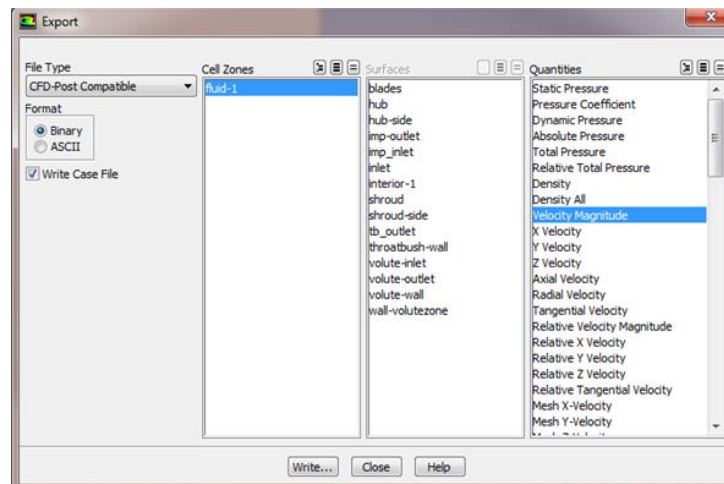 Export
File Type
CFD-Post Compatible
Format
Binary
ASCII
Write Case File
Cell Zones
fluid-1
Surfaces
blades
hub
hub-side
imp-outlet
imp_inlet
inlet
interior-1
shroud
shroud-side
tb_outlet
throatbush-wall
volute-inlet
volute-outlet
volute-wall
wall-volutezone
Quantities
Static Pressure
Pressure Coefficient
Dynamic Pressure
Absolute Pressure
Total Pressure
Relative Total Pressure
Density
Density All
Velocity Magnitude
X Velocity
Y Velocity
Z Velocity
Axial Velocity
Radial Velocity
Tangential Velocity
Relative Velocity Magnitude
Relative X Velocity
Relative Y Velocity
Relative Z Velocity
Relative Tangential Velocity
Mesh X-Velocity
Mesh Y-Velocity
Write...
Close
Help